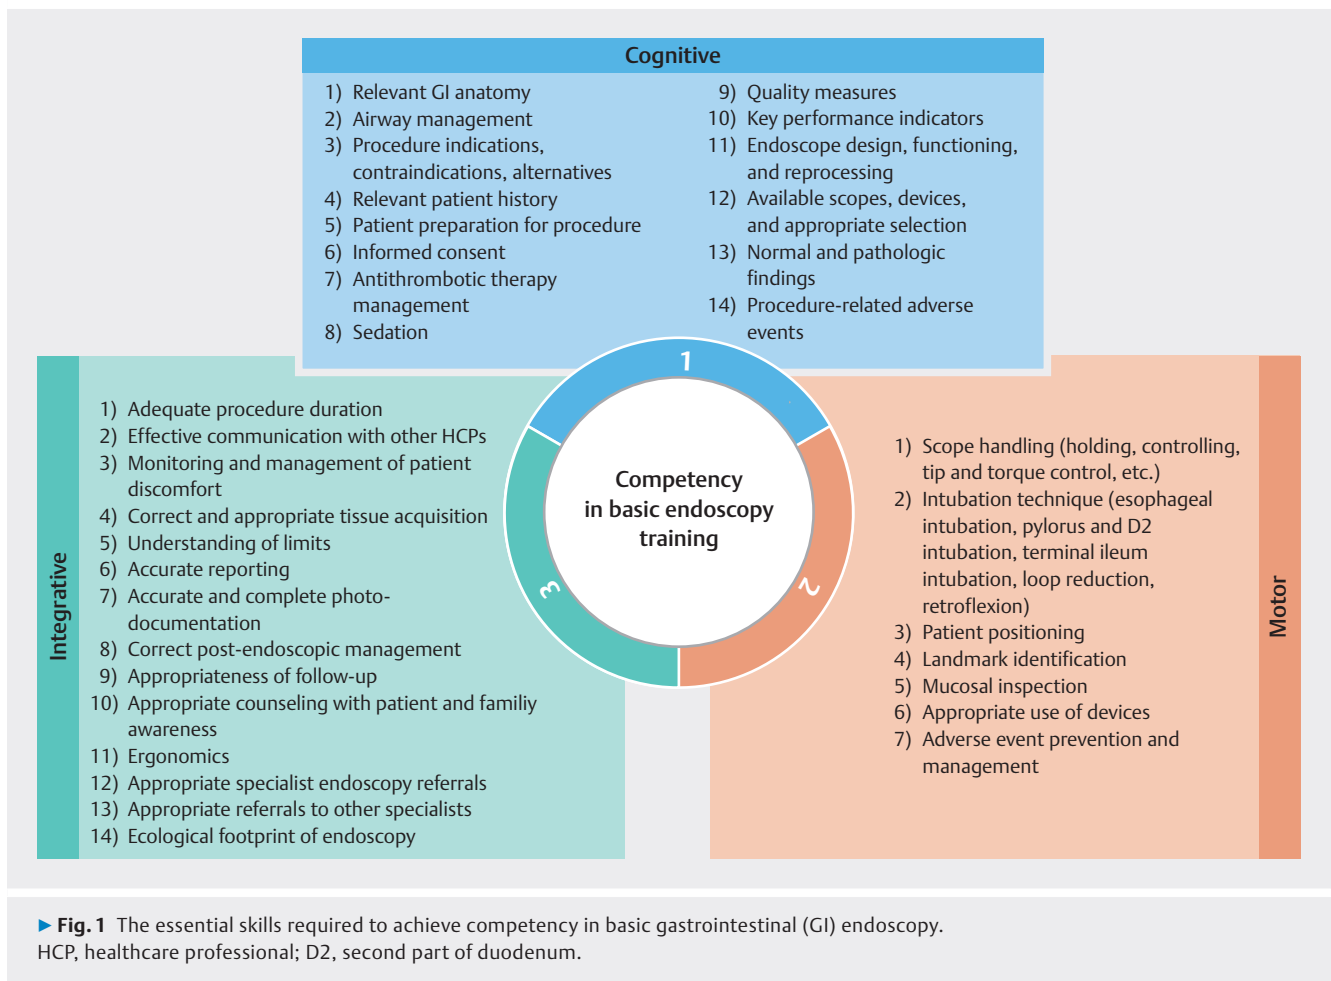 Cognitive
1) Relevant GI anatomy
2) Airway management
3) Procedure indications,
contraindications, alternatives
4) Relevant patient history
5) Patient preparation for procedure
6) Informed consent
7) Antithrombotic therapy
management
8) Sedation
9) Quality measures
10) Key performance indicators
11) Endoscope design, functioning,
and reprocessing
12) Available scopes, devices,
and appropriate selection
13) Normal and pathologic
findings
14) Procedure-related adverse
events
Integrative
1) Adequate procedure duration
2) Effective communication with other HCPs
3) Monitoring and management of patient
discomfort
4) Correct and appropriate tissue acquisition
5) Understanding of limits
6) Accurate reporting
7) Accurate and complete photo-
documentation
8) Correct post-endoscopic management
9) Appropriateness of follow-up
10) Appropriate counseling with patient and familiy
awareness
11) Ergonomics
12) Appropriate specialist endoscopy referrals
13) Appropriate referrals to other specialists
14) Ecological footprint of endoscopy
1
2
3
Competency
in basic endoscopy
training
1) Scope handling (holding, controlling,
tip and torque control, etc.)
2) Intubation technique (esophageal
intubation, pylorus and D2
intubation, terminal ileum
intubation, loop reduction,
retroflexion)
3) Patient positioning
4) Landmark identification
5) Mucosal inspection
6) Appropriate use of devices
7) Adverse event prevention and
management
Motor
▶ Fig. 1 The essential skills required to achieve competency in basic gastrointestinal (GI) endoscopy.
HCP, healthcare professional; D2, second part of duodenum.